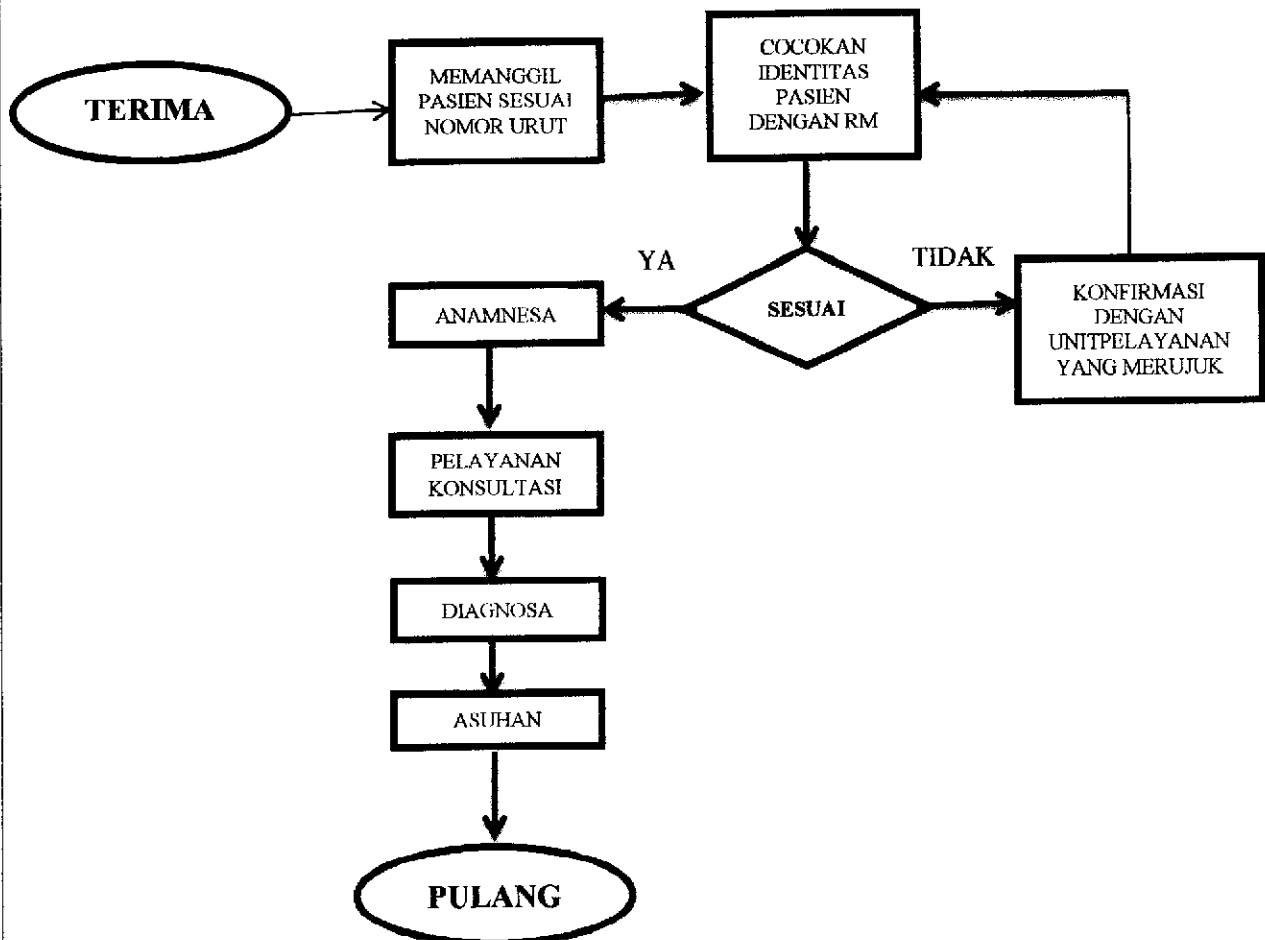 TERIMA
MEMANGGIL
PASIEN SESUAI
NOMOR URUT
COCOKAN
IDENTITAS
PASIEN
DENGAN RM
SESUAI
YA
TIDAK
KONFIRMASI
DENGAN
UNITPELAYANAN
YANG MERUJUK
ANAMNESA
PELAYANAN
KONSULTASI
DIAGNOSA
ASUHAN
PULANG